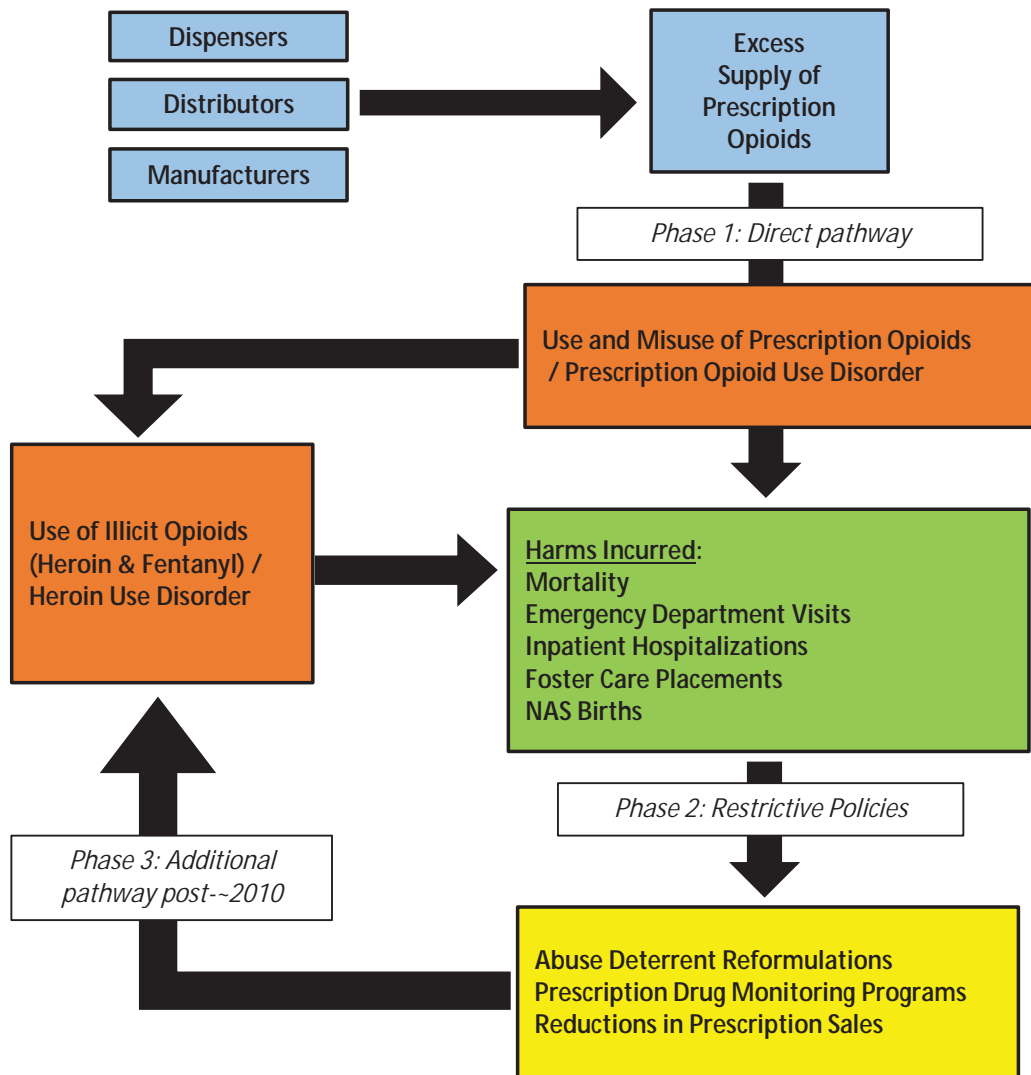 Dispensers
Distributors
Manufacturers
Excess
Supply of
Prescription
Opioids
Phase 1: Direct pathway
Use and Misuse of Prescription Opioids
/ Prescription Opioid Use Disorder
Use of Illicit Opioids
(Heroin & Fentanyl) /
Heroin Use Disorder
Harms Incurred:
Mortality
Emergency Department Visits
Inpatient Hospitalizations
Foster Care Placements
NAS Births
Phase 2: Restrictive Policies
Phase 3: Additional
pathway post-~2010
Abuse Deterrent Reformulations
Prescription Drug Monitoring Programs
Reductions in Prescription Sales